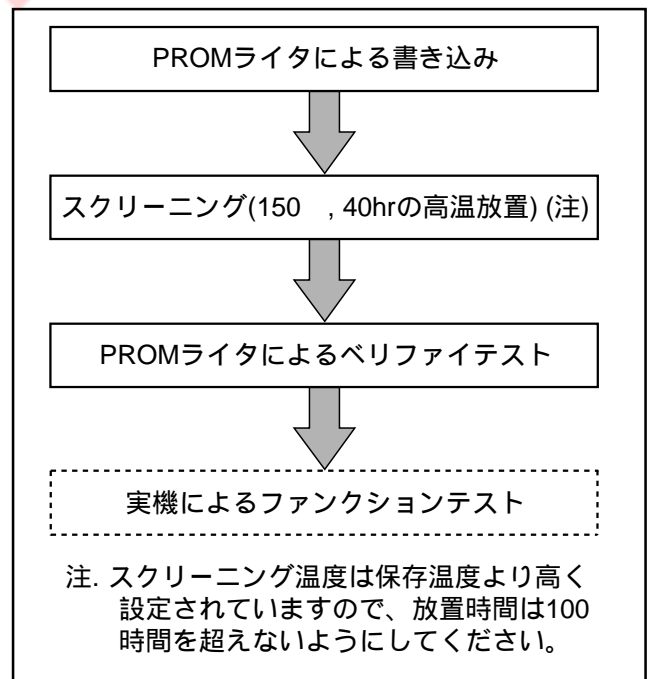 PROMライタによる書き込み
スクリーニング(150　, 40hrの高温放置) (注)
PROMライタによるベリファイテスト
実機によるファンクションテスト
注. スクリーニング温度は保存温度より高く
設定されていますので、放置時間は100
時間を超えないようにしてください。